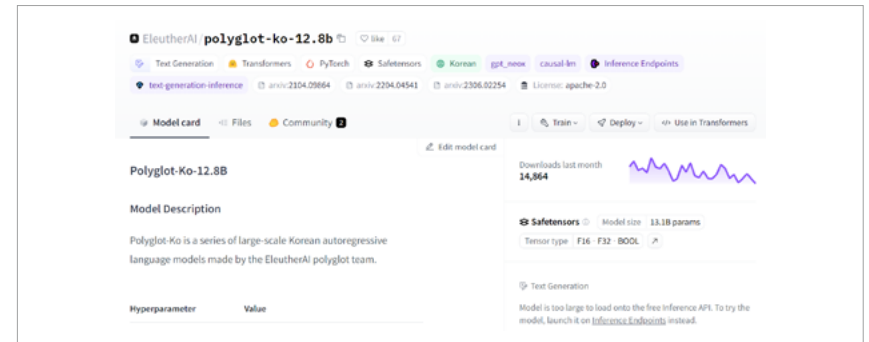 EleutherAI/polyglot-ko-12.8b like 67
Text Generation Transformers PyTorch Safetensors Korean gpt_neox causal-lm Inference Endpoints
text-generation-inference arxiv:2104.09864 arxiv:2204.04541 arxiv:2306.02254 License: apache-2.0
Model card Files Community 2 Train Deploy </> Use in Transformers
Edit model card
Polyglot-Ko-12.8B
Model Description
Polyglot-Ko is a series of large-scale Korean autoregressive
language models made by the EleutherAI polyglot team.
Hyperparameter Value
Downloads last month
14,864
Safetensors Model size 13.1B params
Tensor type F16 · F32 · BOOL
Text Generation
Model is too large to load onto the free Inference API. To try the
model, launch it on Inference Endpoints instead.